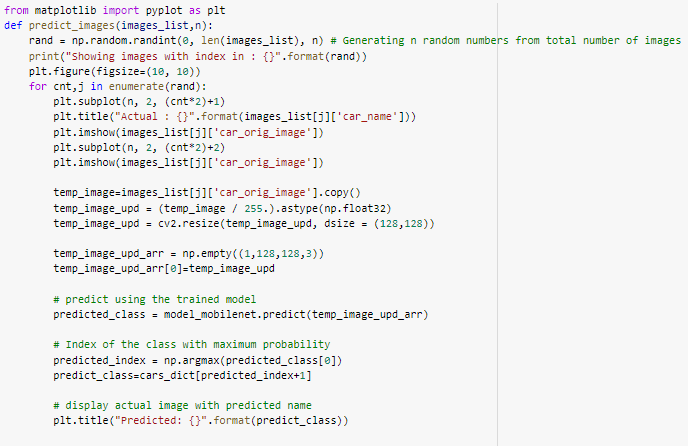 from matplotlib import pyplot as plt
def predict_images(images_list,n):
    rand = np.random.randint(0, len(images_list), n) # Generating n random numbers from total number of images
    print("Showing images with index in : {}".format(rand))
    plt.figure(figsize=(10, 10))
    for cnt,j in enumerate(rand):
        plt.subplot(n, 2, (cnt*2)+1)
        plt.title("Actual : {}".format(images_list[j]['car_name']))
        plt.imshow(images_list[j]['car_orig_image'])
        plt.subplot(n, 2, (cnt*2)+2)
        plt.imshow(images_list[j]['car_orig_image'])

        temp_image=images_list[j]['car_orig_image'].copy()
        temp_image_upd = (temp_image / 255.).astype(np.float32)
        temp_image_upd = cv2.resize(temp_image_upd, dsize = (128,128))

        temp_image_upd_arr = np.empty((1,128,128,3))
        temp_image_upd_arr[0]=temp_image_upd

        # predict using the trained model
        predicted_class = model_mobilenet.predict(temp_image_upd_arr)

        # Index of the class with maximum probability
        predicted_index = np.argmax(predicted_class[0])
        predict_class=cars_dict[predicted_index+1]

        # display actual image with predicted name
        plt.title("Predicted: {}".format(predict_class))